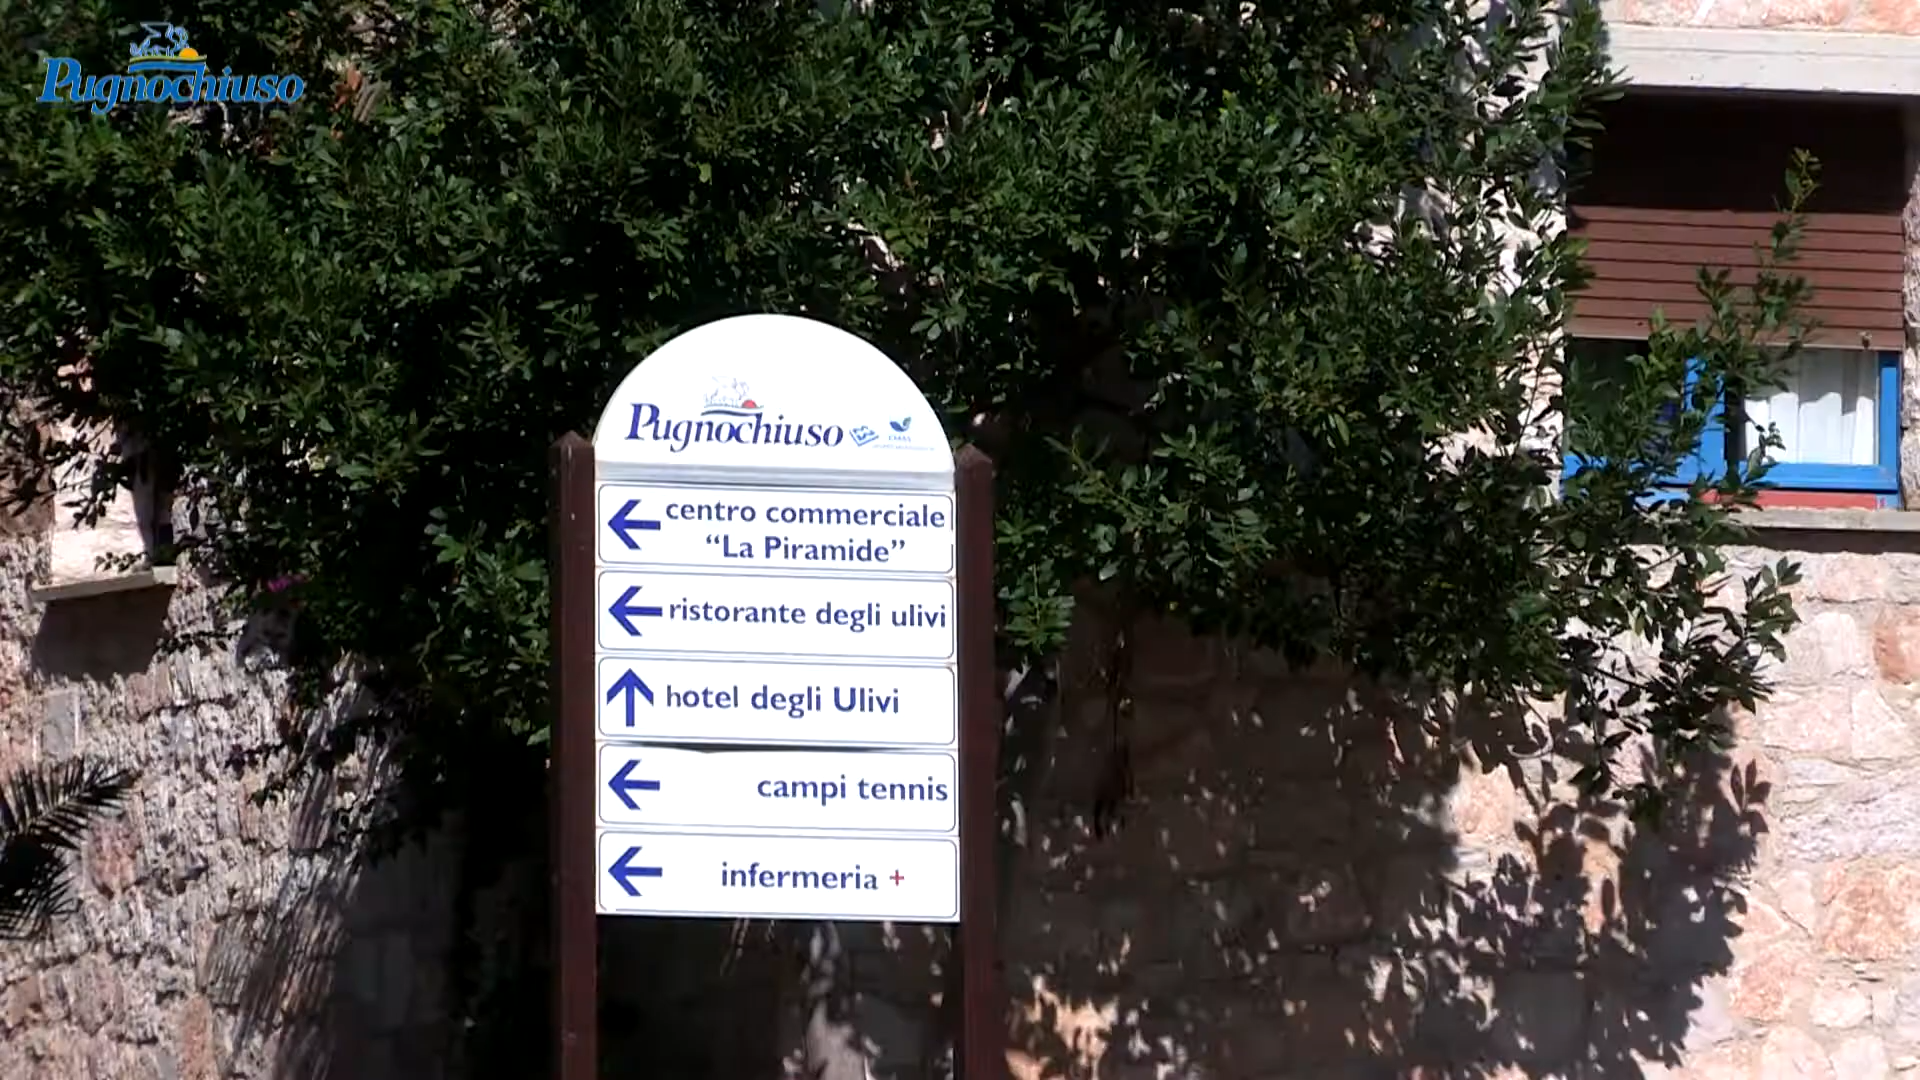 Pugnochiuso
Pugnochiuso
centro commerciale
“La Piramide”
ristorante degli ulivi
hotel degli Ulivi
campi tennis
infermeria +